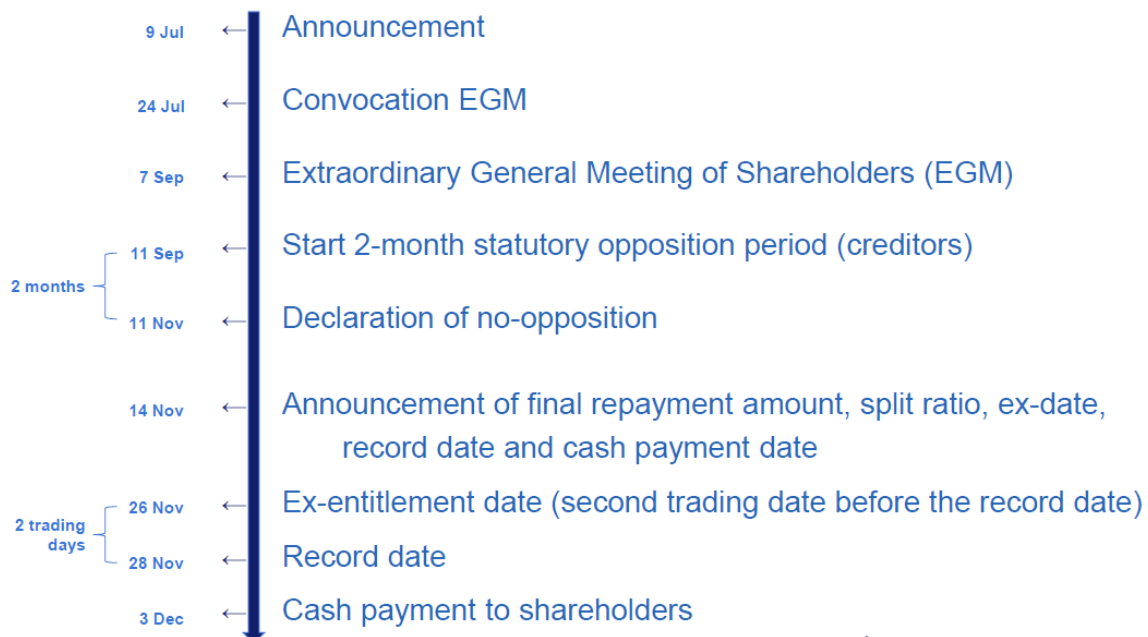 9 Jul Announcement
24 Jul Convocation EGM
7 Sep Extraordinary General Meeting of Shareholders (EGM)
11 Sep Start 2-month statutory opposition period (creditors)
2 months
11 Nov Declaration of no-opposition
14 Nov Announcement of final repayment amount, split ratio, ex-date,
record date and cash payment date
26 Nov Ex-entitlement date (second trading date before the record date)
2 trading
days
28 Nov Record date
3 Dec Cash payment to shareholders